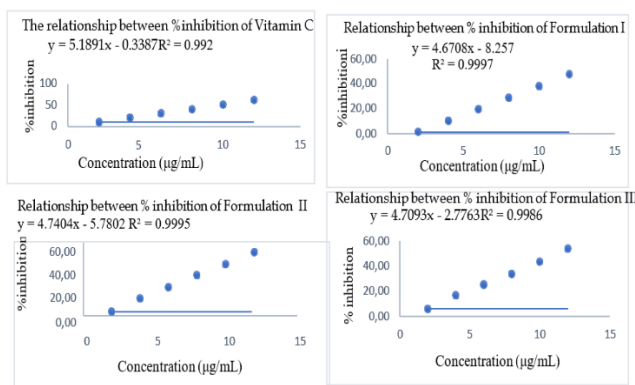 The relationship between %inhibition of Vitamin C
y = 5.1891x - 0.3387R² = 0.992
%inhibition
100
50
0
0 5 10 15
Concentration (µg/mL)
Relationship between % inhibition of Formulation I
y = 4.6708x - 8.257
R² = 0.9997
%inhibitioni
60,00
40,00
20,00
0,00
0 5 10 15
Concentration (µg/mL)
Relationship between % inhibition of Formulation II
y = 4.7404x - 5.7802 R² = 0.9995
%inhibition
60,00
40,00
20,00
0,00
0 5 10 15
Concentration (µg/mL)
Relationship between % inhibition of Formulation III
y = 4.7093x - 2.7763R² = 0.9986
% inhibition
60,00
40,00
20,00
0,00
0 5 10 15
Concentration (µg/mL)